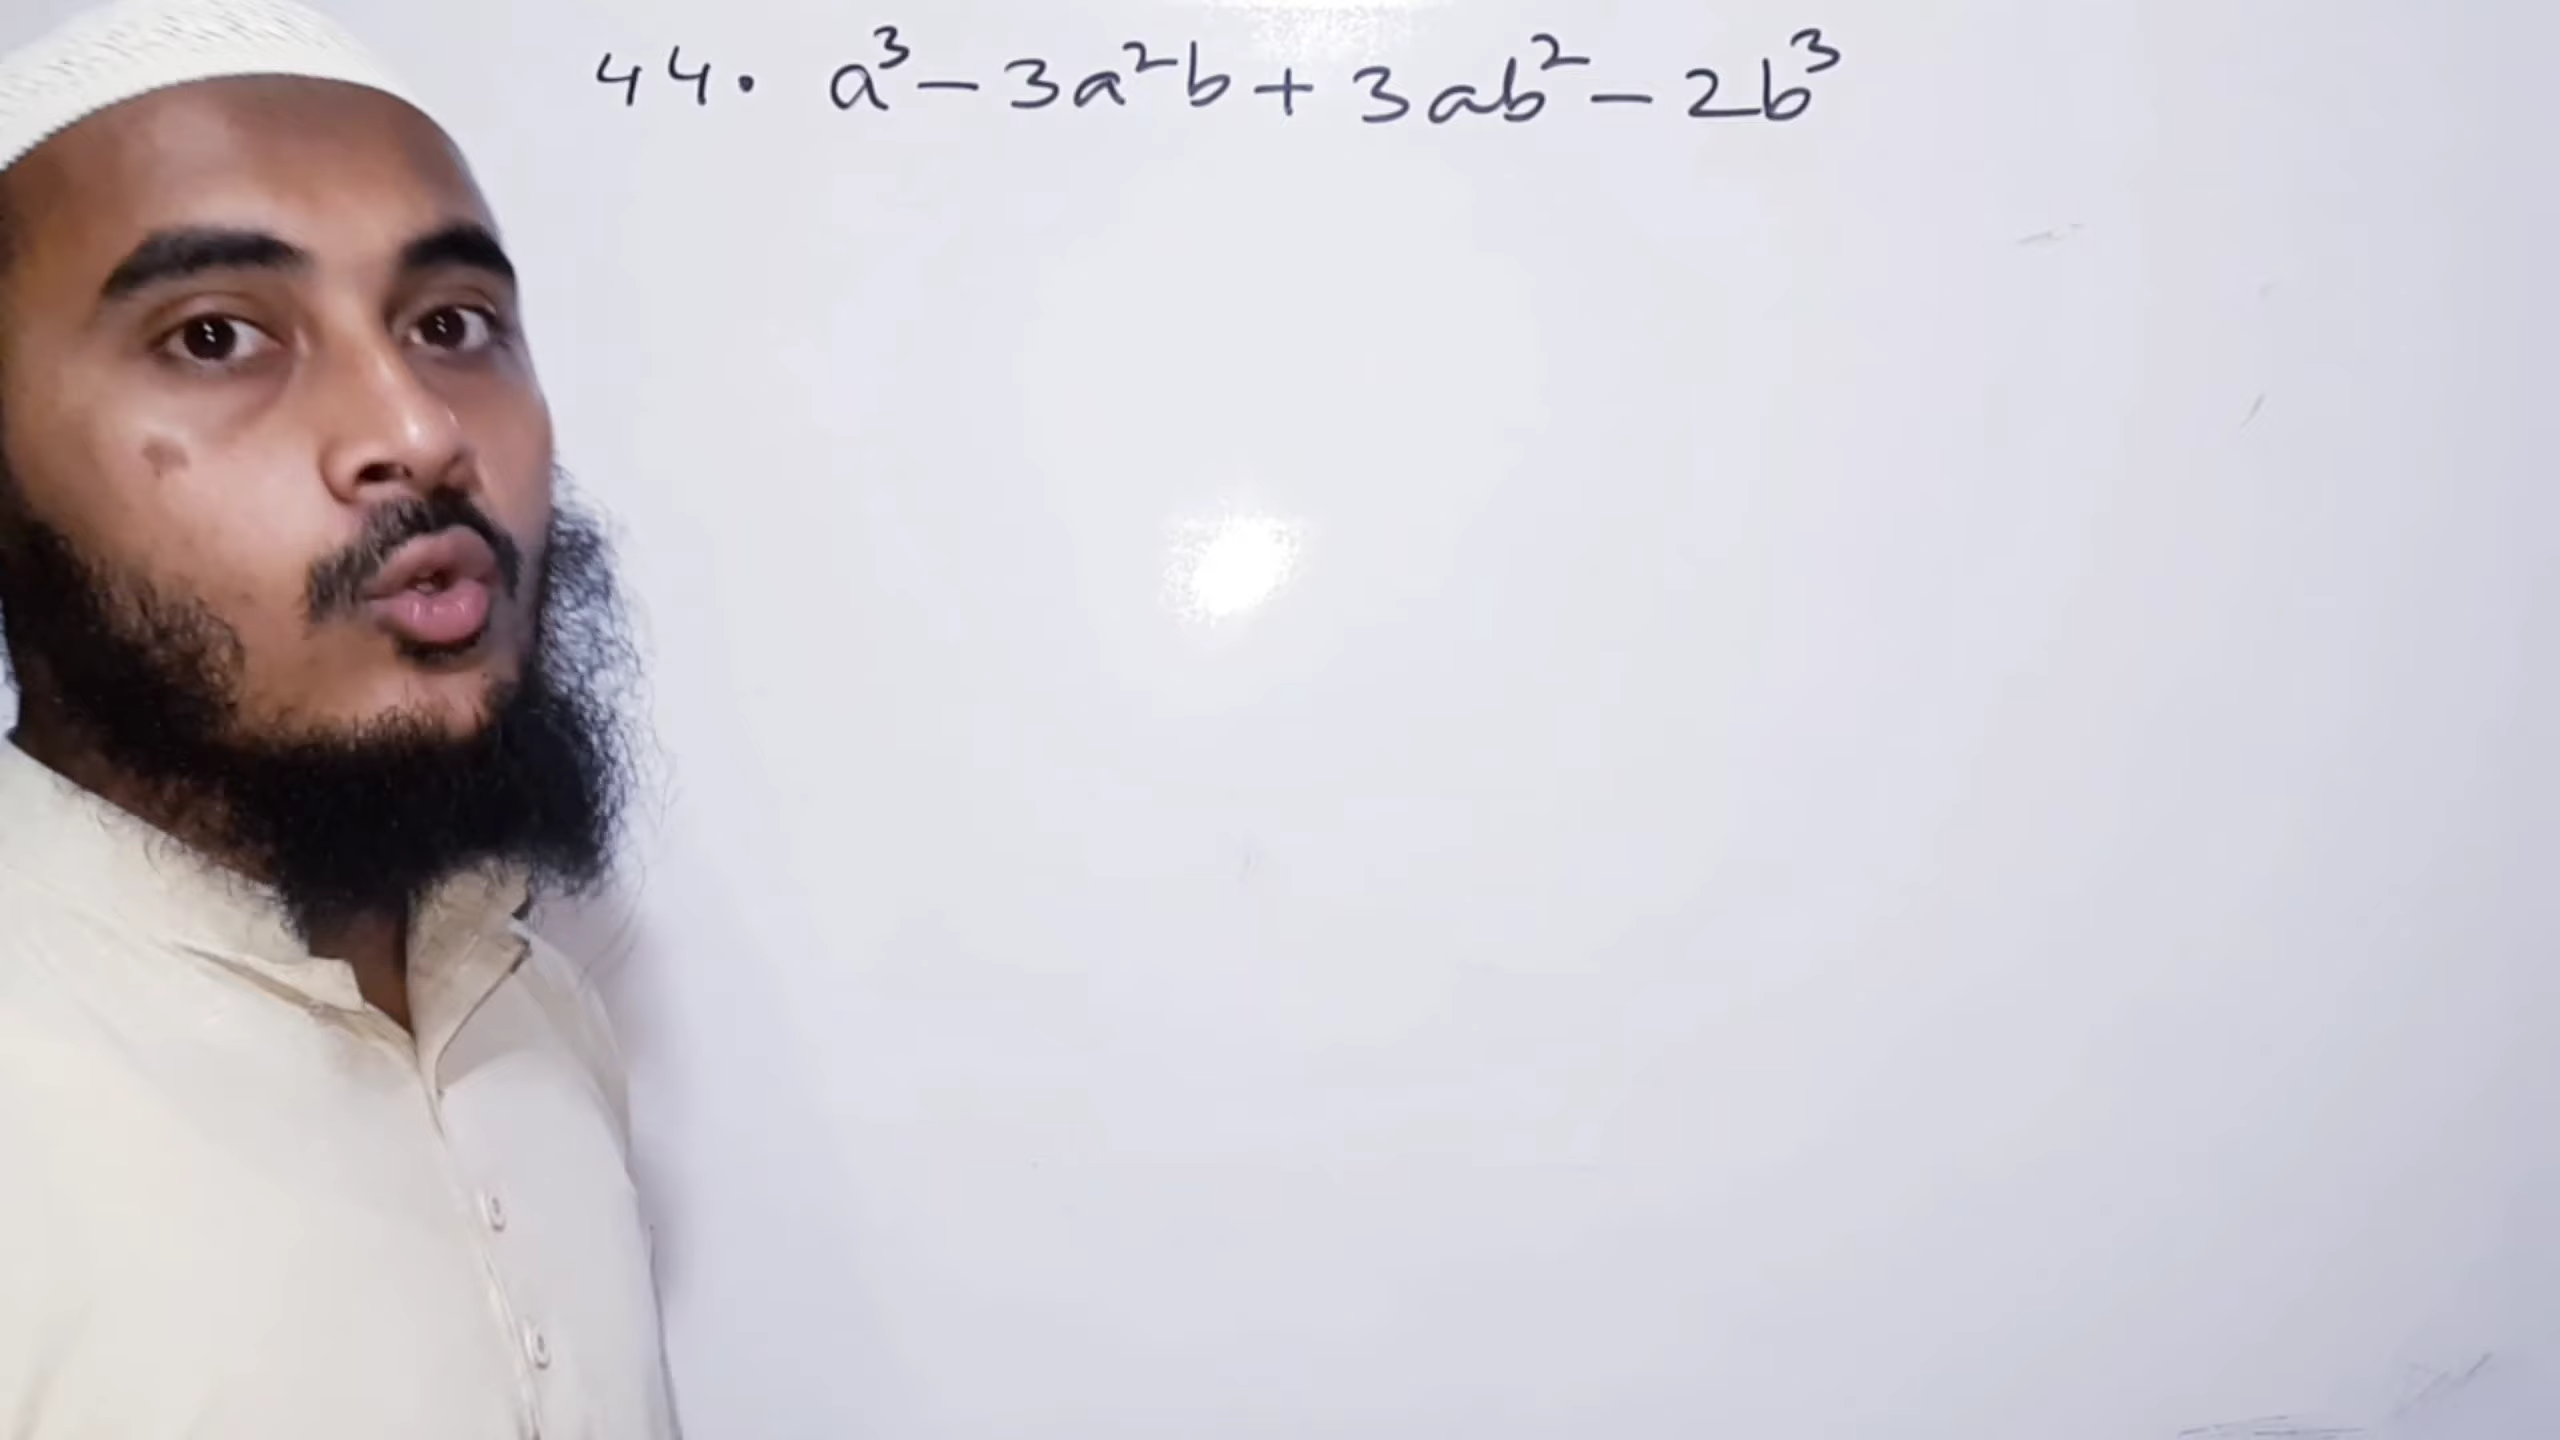 44. a³ – 3a²b + 3ab² – 2b³